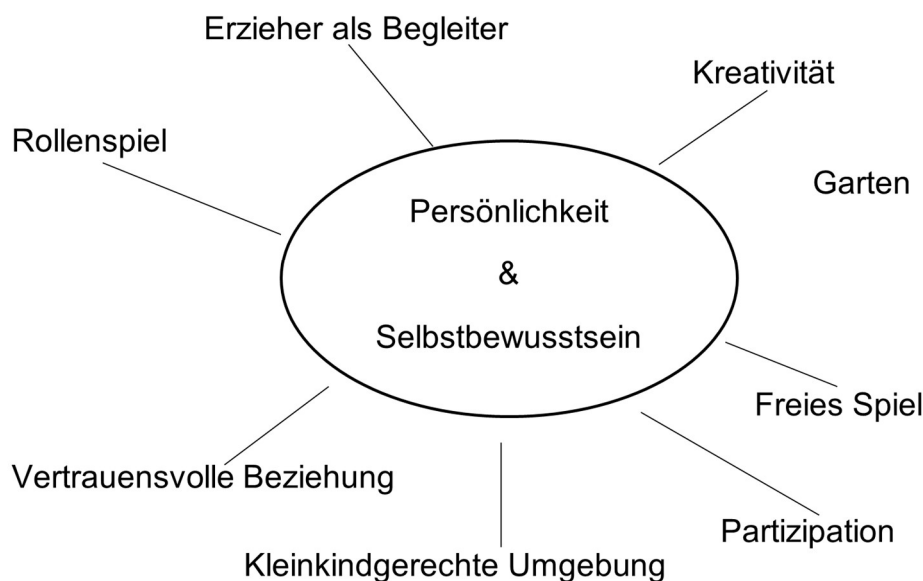 Erzieher als Begleiter
Kreativität
Rollenspiel
Garten
Persönlichkeit
&
Selbstbewusstsein
Freies Spiel
Vertrauensvolle Beziehung
Partizipation
Kleinkindgerechte Umgebung